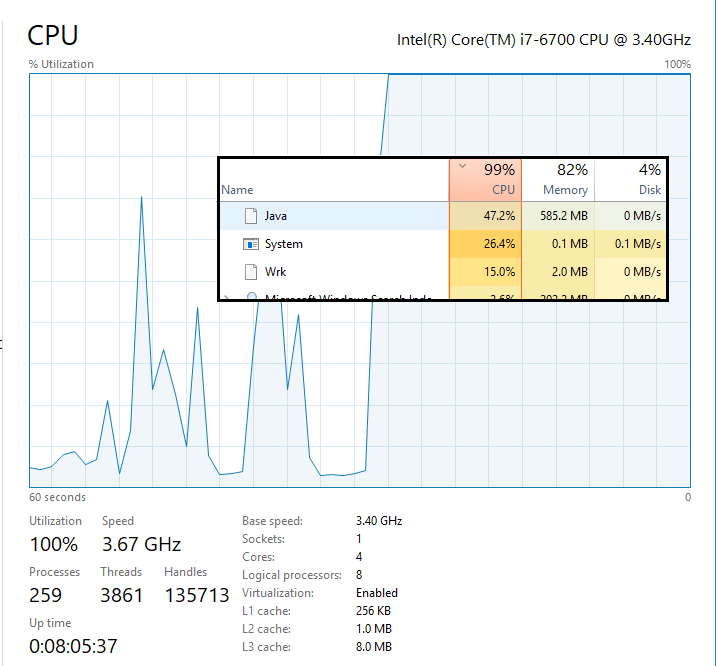 CPU
Intel(R) Core(TM) i7-6700 CPU @ 3.40GHz
% Utilization 100%
99% 82% 4%
Name CPU Memory Disk
Java 47.2% 585.2 MB 0 MB/s
System 26.4% 0.1 MB 0.1 MB/s
Wrk 15.0% 2.0 MB 0 MB/s
Microsoft Windows Search Inde
60 seconds 0
Utilization Speed
100% 3.67 GHz
Processes Threads Handles
259 3861 135713
Up time
0:08:05:37
Base speed: 3.40 GHz
Sockets: 1
Cores: 4
Logical processors: 8
Virtualization: Enabled
L1 cache: 256 KB
L2 cache: 1.0 MB
L3 cache: 8.0 MB